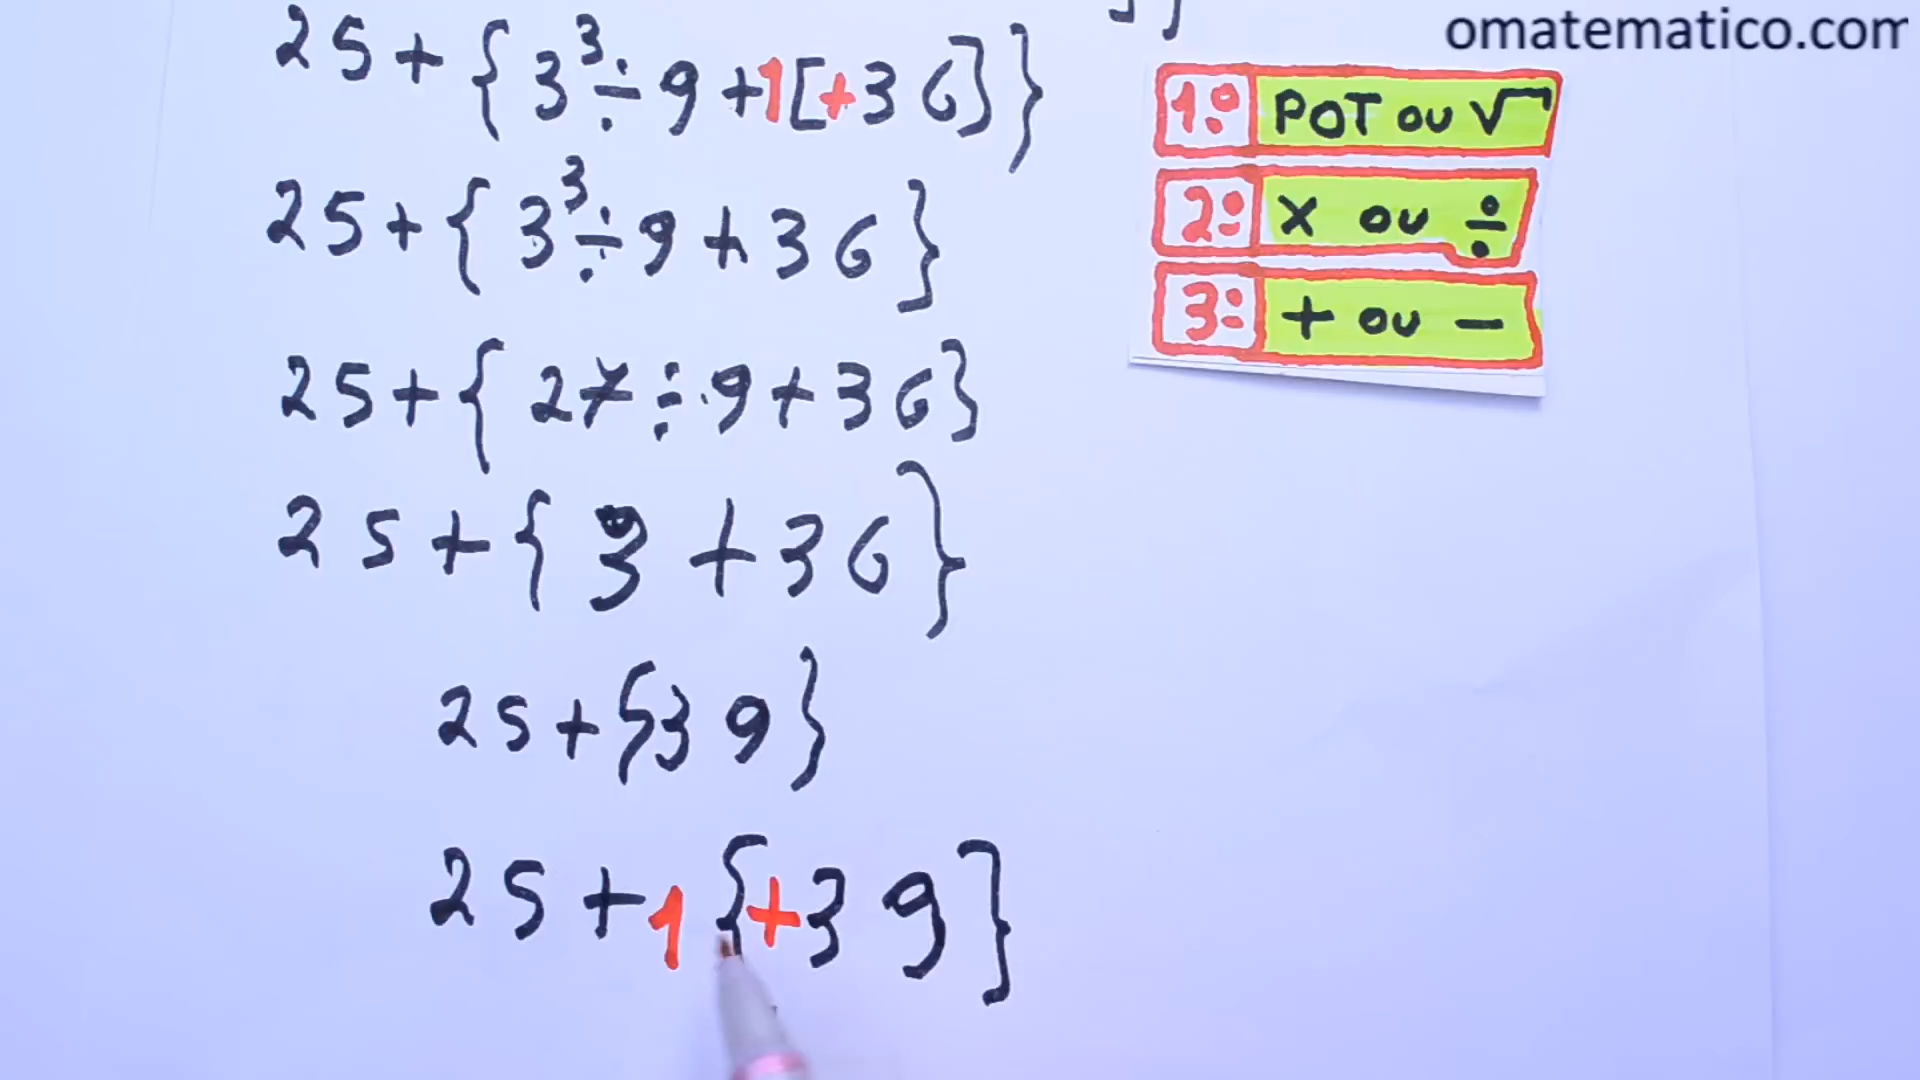 omatematico.com
25+{3³÷9+1[+36]}
25+{3³÷9+36}
25+{27÷9+36}
25+{3+36}
25+{39}
25+1{+39}
1º POT ou √
2º X ou ÷
3º + ou -